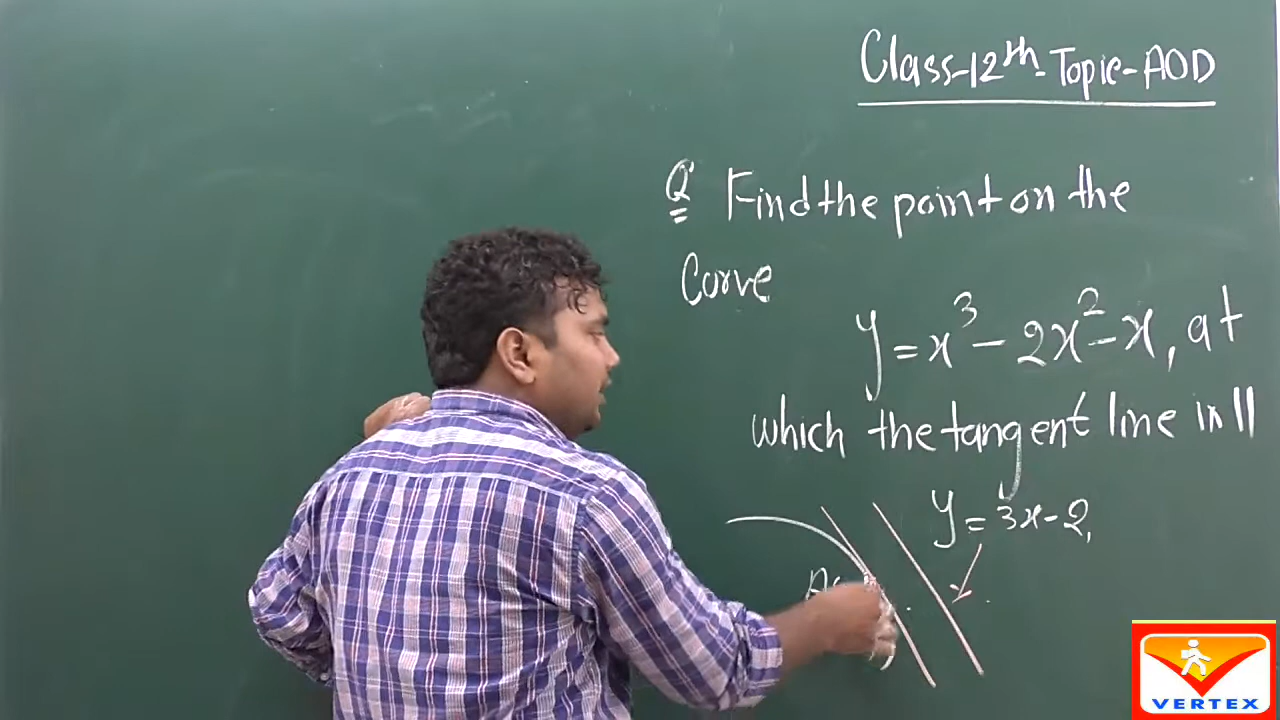 Class-12th-Topic-AOD
Q Find the point on the
Curve
y=x³-2x²-x, at
which the tangent line in ||
y=3x-2,
VERTEX